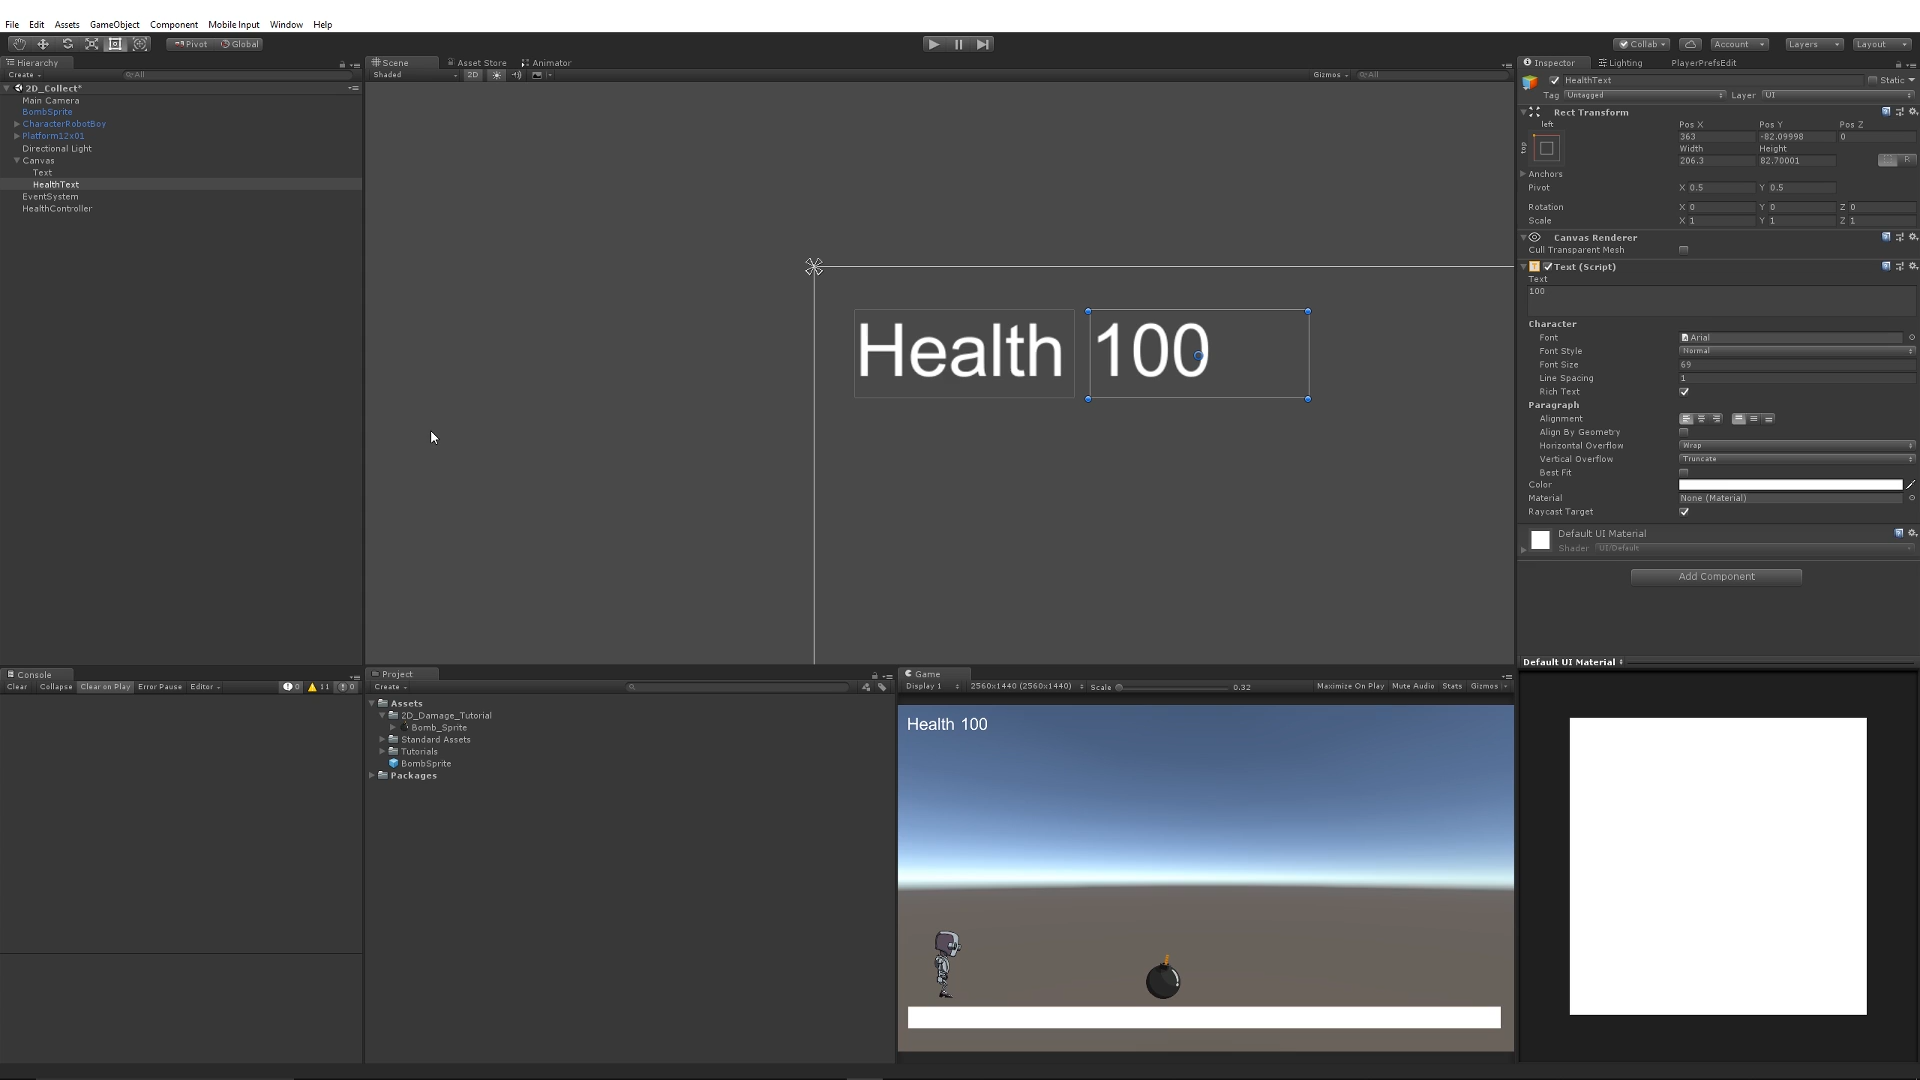 File Edit Assets GameObject Component Mobile Input Window Help
Pivot Global Collab Account Layers Layout
Hierarchy
Create All
2D_Collect*
Main Camera
BombSprite
CharacterRobotBoy
Platform12x01
Directional Light
Canvas
Text
HealthText
EventSystem
HealthController
Scene Asset Store Animator
Shaded 2D Gizmos All
Health 100
Inspector Lighting PlayerPrefsEdit
HealthText Static
Tag Untagged Layer UI
Rect Transform
left Pos X Pos Y Pos Z
top 363 -82.09998 0
Width Height
206.3 82.70001 R
Anchors
Pivot X 0.5 Y 0.5
Rotation X 0 Y 0 Z 0
Scale X 1 Y 1 Z 1
Canvas Renderer
Cull Transparent Mesh
Text (Script)
Text
100
Character
Font Arial
Font Style Normal
Font Size 69
Line Spacing 1
Rich Text
Paragraph
Alignment
Align By Geometry
Horizontal Overflow Wrap
Vertical Overflow Truncate
Best Fit
Color
Material None (Material)
Raycast Target
Default UI Material
Shader UI/Default
Add Component
Default UI Material
Console
Clear Collapse Clear on Play Error Pause Editor 0 11 0
Project
Create
Assets
2D_Damage_Tutorial
Bomb_Sprite
Standard Assets
Tutorials
BombSprite
Packages
Game
Display 1 2560x1440 (2560x1440) Scale 0.32 Maximize On Play Mute Audio Stats Gizmos
Health 100